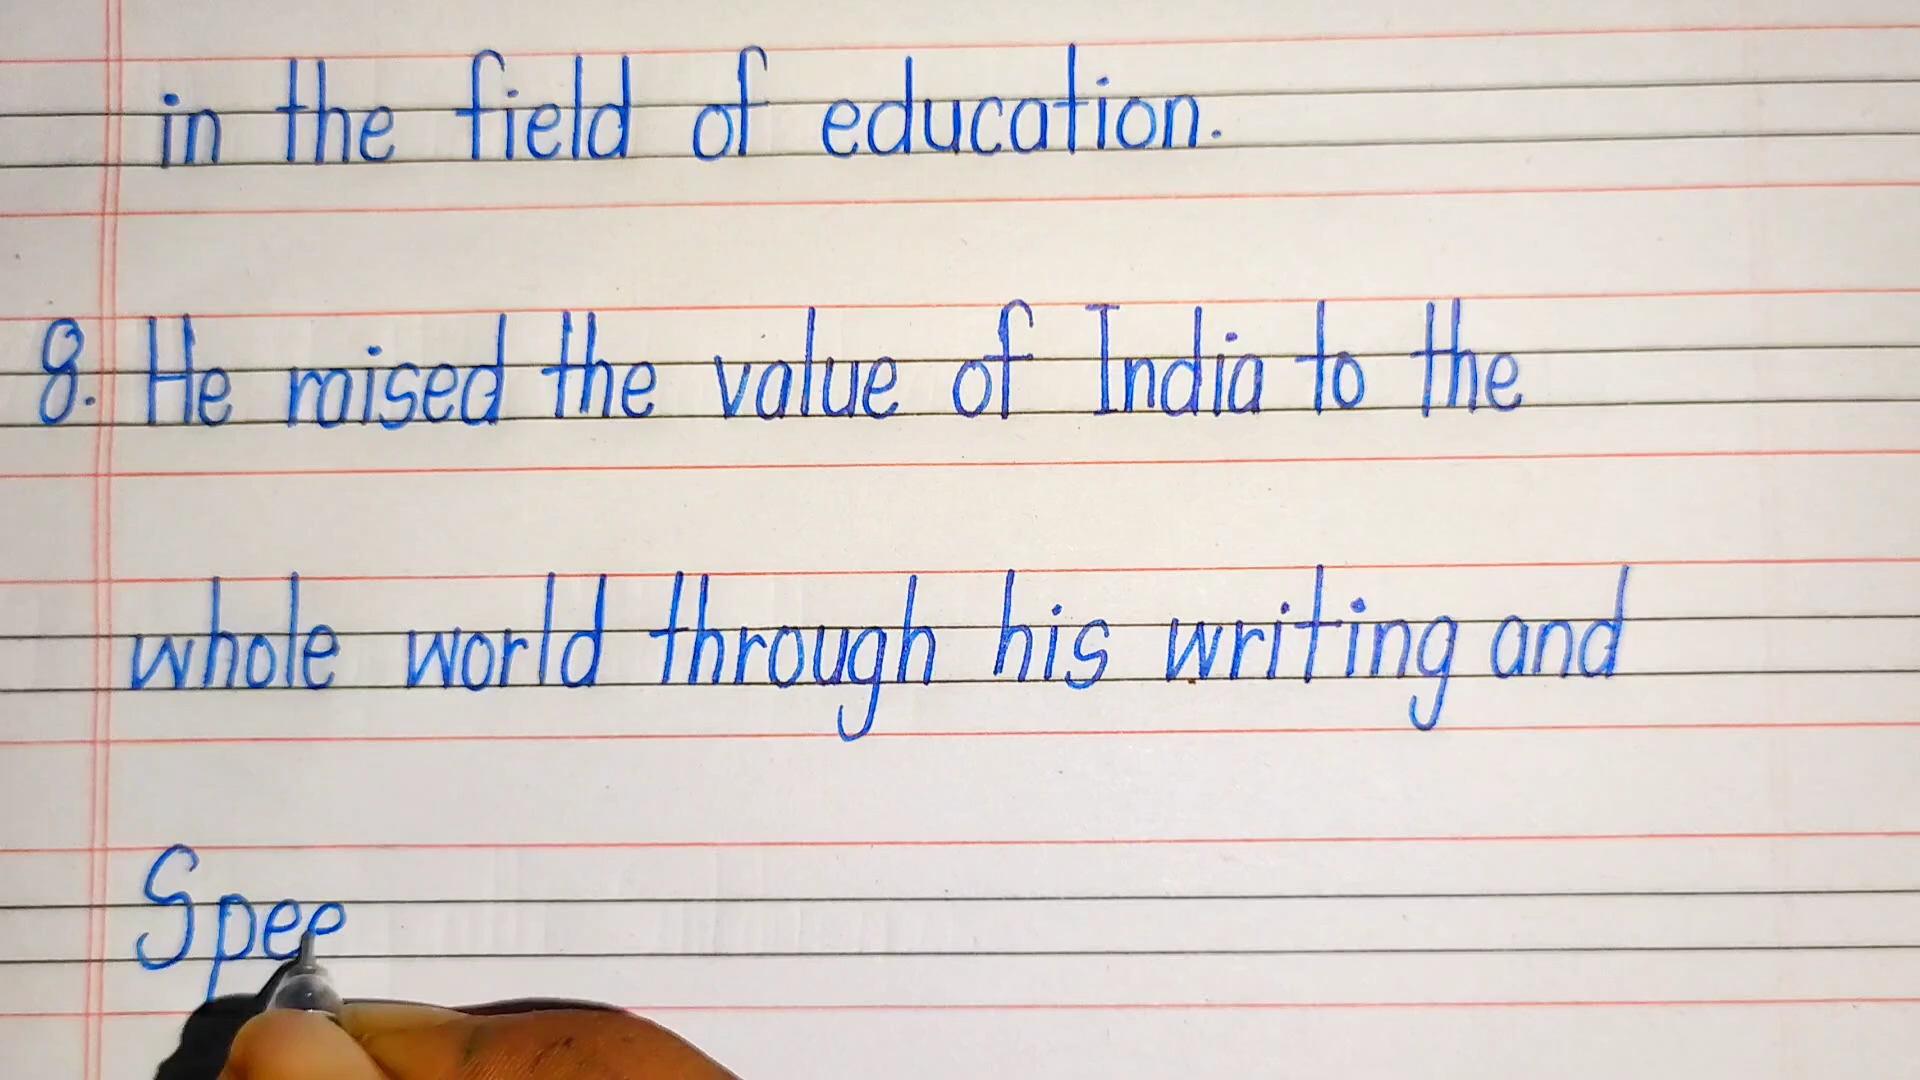 in the field of education.
8. He raised the value of India to the
whole world through his writing and
Spee